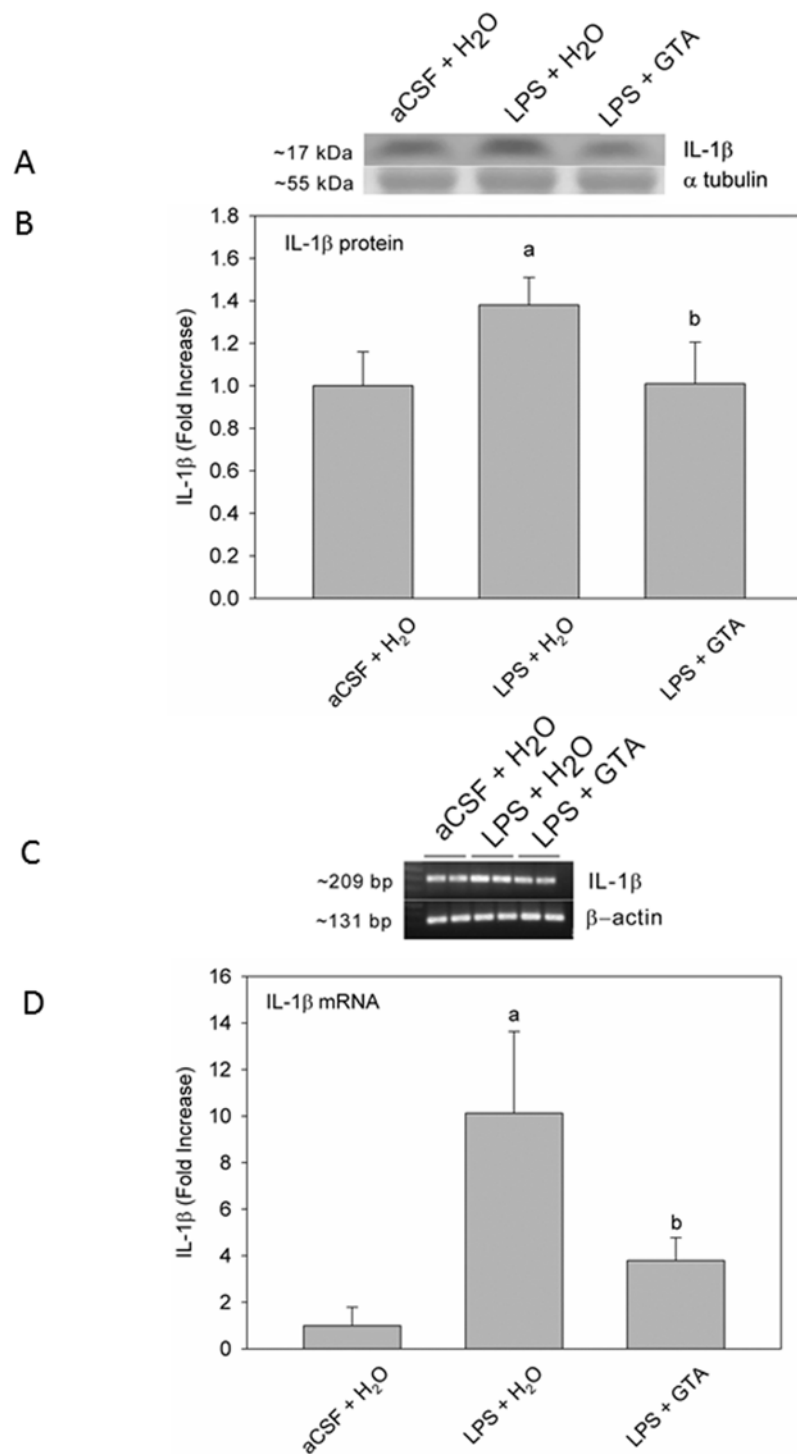 aCSF + H2O
LPS + H2O
LPS + GTA
A
~17 kDa
IL-1β
~55 kDa
α tubulin
B
IL-1β protein
a
b
1.8
1.6
1.4
1.2
1.0
0.8
0.6
0.4
0.2
0.0
IL-1β (Fold Increase)
aCSF + H₂O
LPS + H₂O
LPS + GTA
aCSF + H2O
LPS + H2O
LPS + GTA
C
~209 bp
IL-1β
~131 bp
β−actin
D
IL-1β mRNA
a
b
16
14
12
10
8
6
4
2
0
IL-1β (Fold Increase)
aCSF + H₂O
LPS + H₂O
LPS + GTA